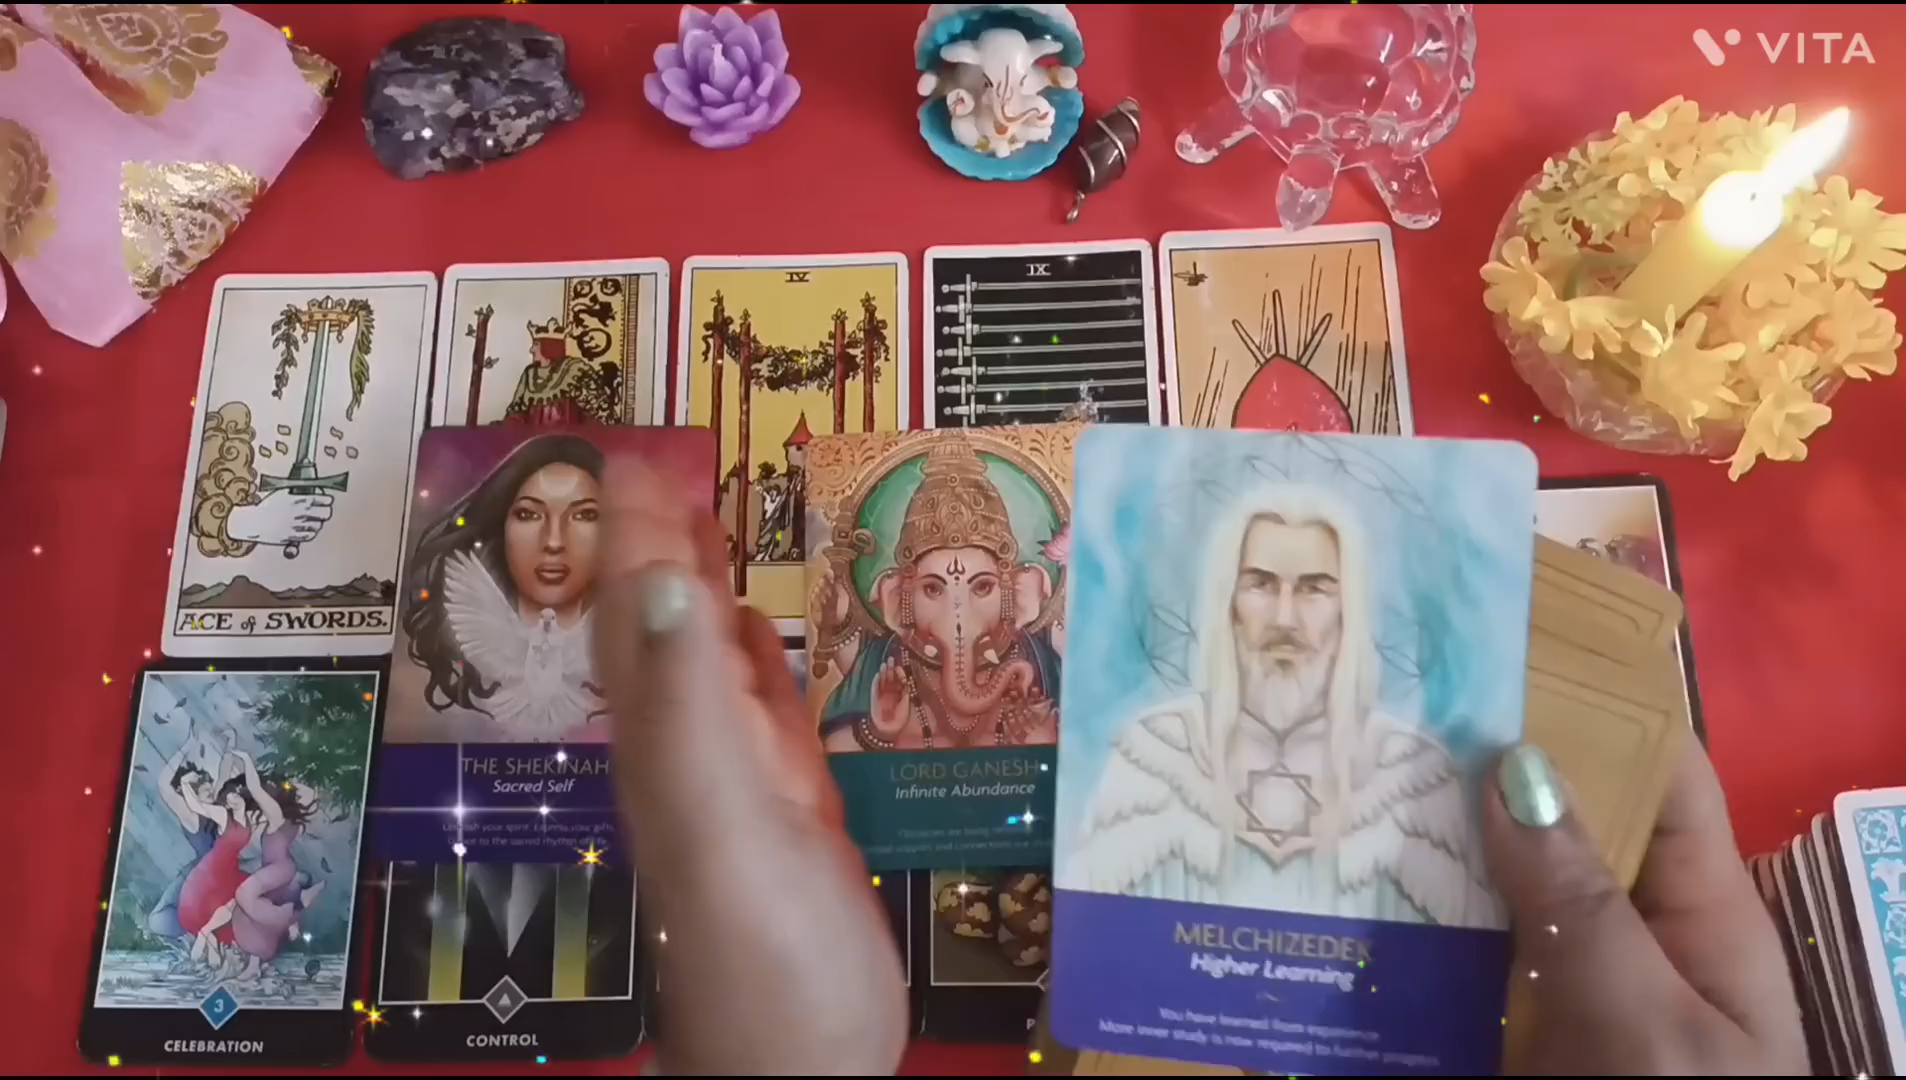 VITA
IV
IX
ACE of SWORDS.
THE SHEKINAH
Sacred Self
LORD GANESH
Infinite Abundance
MELCHIZEDEK
Higher Learning
You have learned from experience
More inner study is now required to further progress
3
CELEBRATION
CONTROL